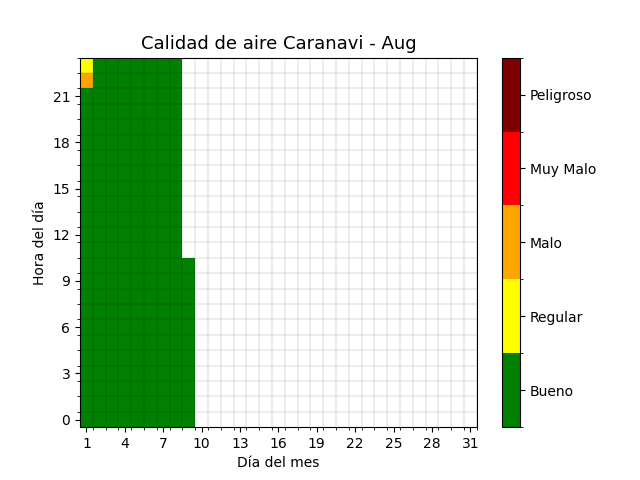 Calidad de aire Caranavi - Aug
Hora del día
21
18
15
12
9
6
3
0
1 4 7 10 13 16 19 22 25 28 31
Día del mes
Peligroso
Muy Malo
Malo
Regular
Bueno